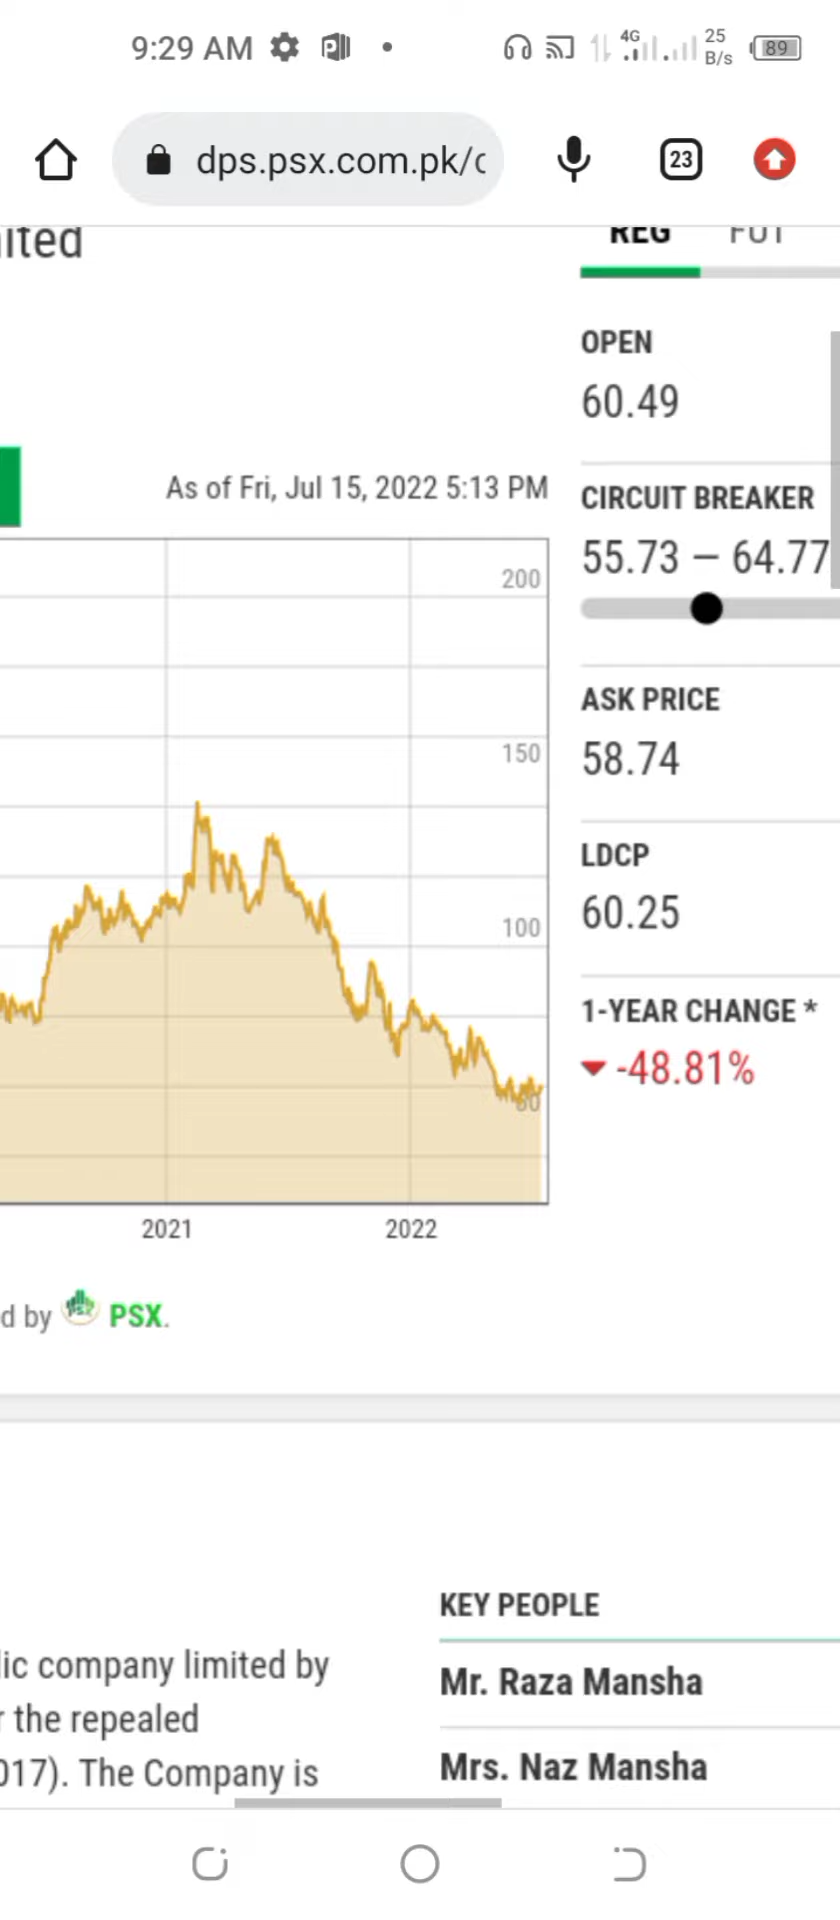 9:29 AM
4G
25
B/s
89
dps.psx.com.pk/c
23
nited
REG FUT
OPEN
60.49
As of Fri, Jul 15, 2022 5:13 PM
CIRCUIT BREAKER
55.73 – 64.77
200
ASK PRICE
150
58.74
LDCP
60.25
100
1-YEAR CHANGE *
-48.81%
50
2021
2022
d by PSX.
KEY PEOPLE
lic company limited by
Mr. Raza Mansha
r the repealed
017). The Company is
Mrs. Naz Mansha